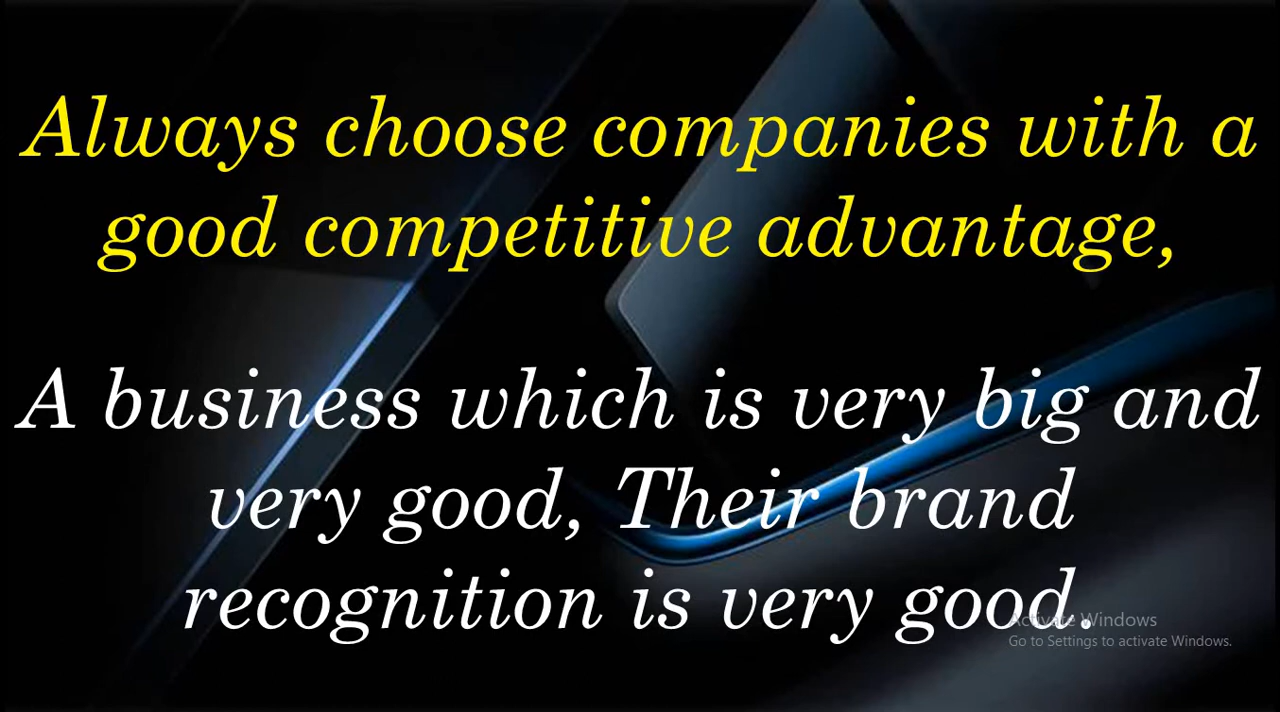 Always choose companies with a
good competitive advantage,
A business which is very big and
very good, Their brand
recognition is very good.
Activate Windows
Go to Settings to activate Windows.